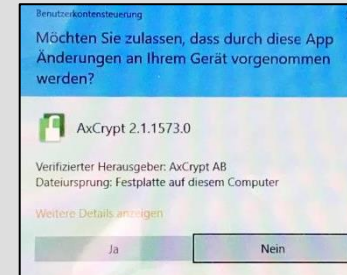 Benutzerkontensteuerung
Möchten Sie zulassen, dass durch diese App
Änderungen an Ihrem Gerät vorgenommen
werden?
AxCrypt 2.1.1573.0
Verifizierter Herausgeber: AxCrypt AB
Dateiursprung: Festplatte auf diesem Computer
Weitere Details anzeigen
Ja
Nein